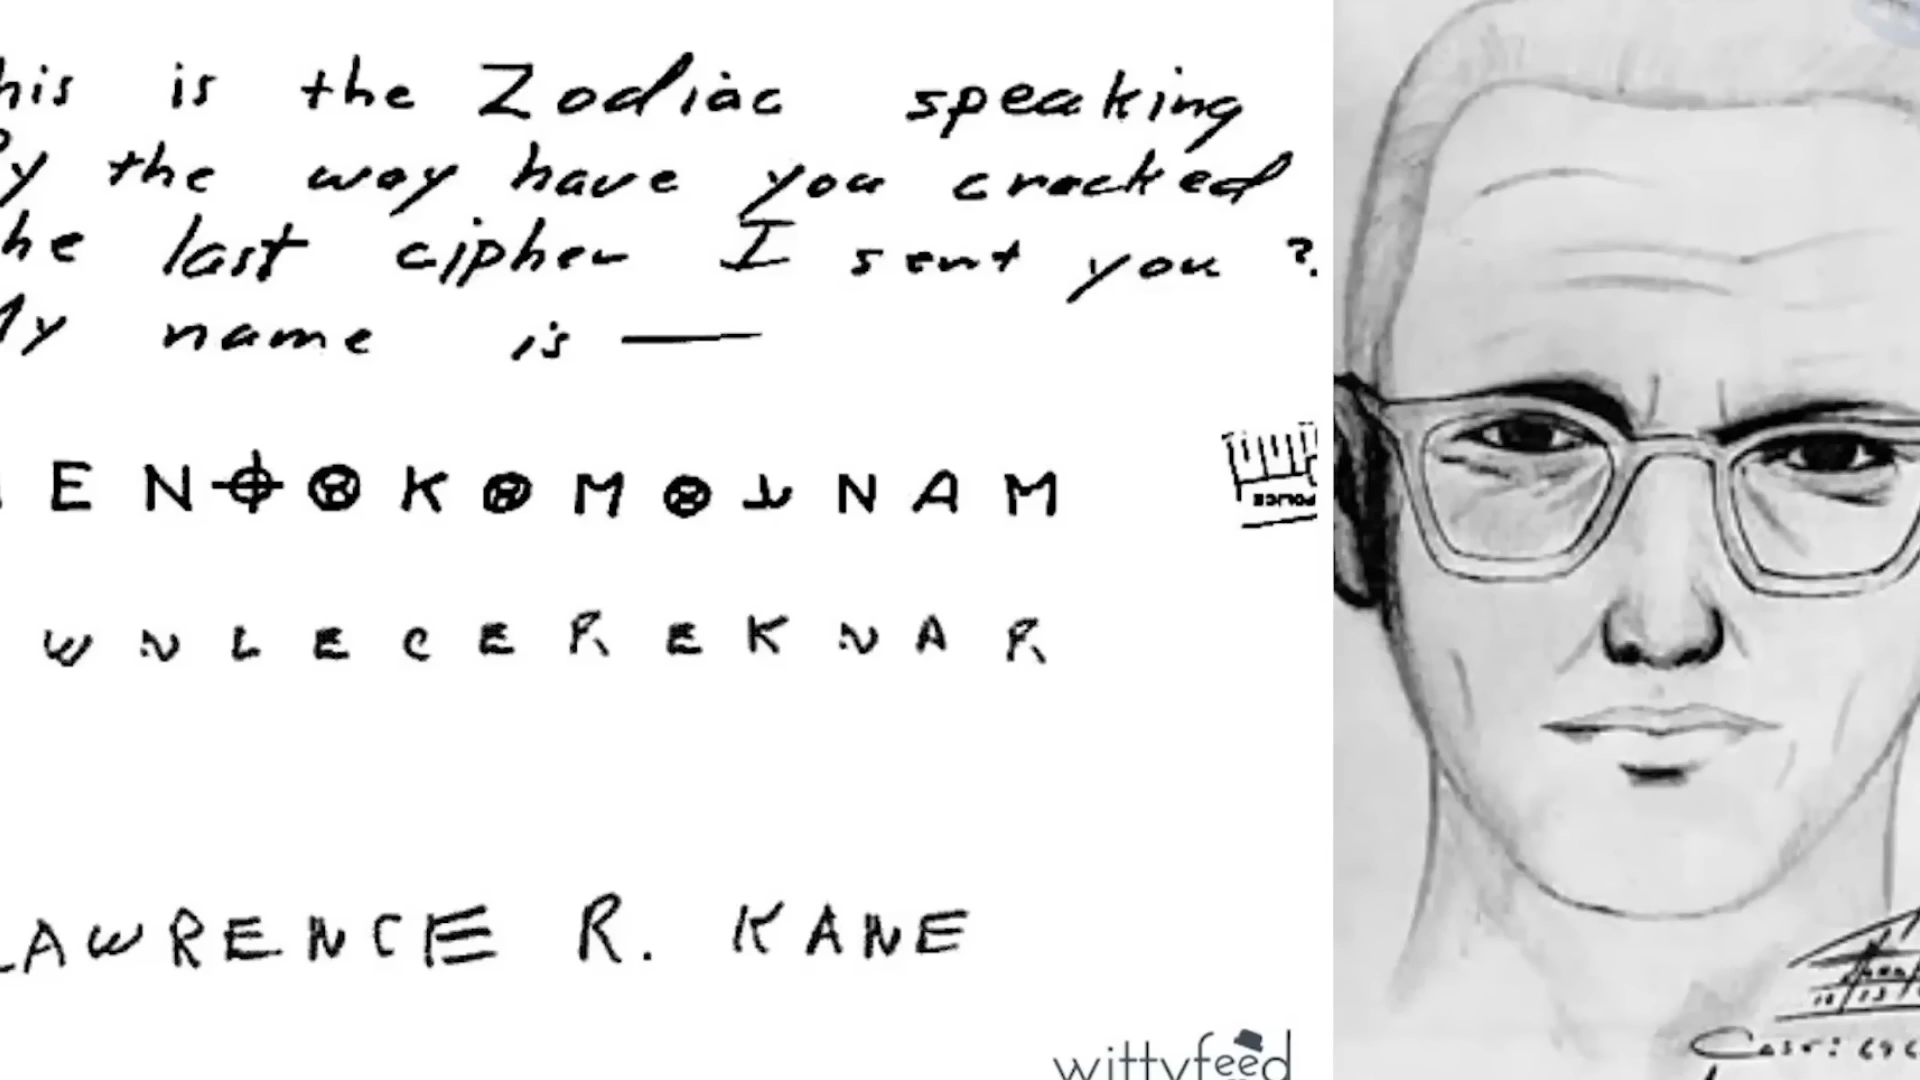 his is the Zodiac speaking
y the way have you cracked
he last cipher I sent you ?
My name is ——
E N K M N A M
W N L E C E R E K N A R
LAWRENCE R. KANE
wittyfeed